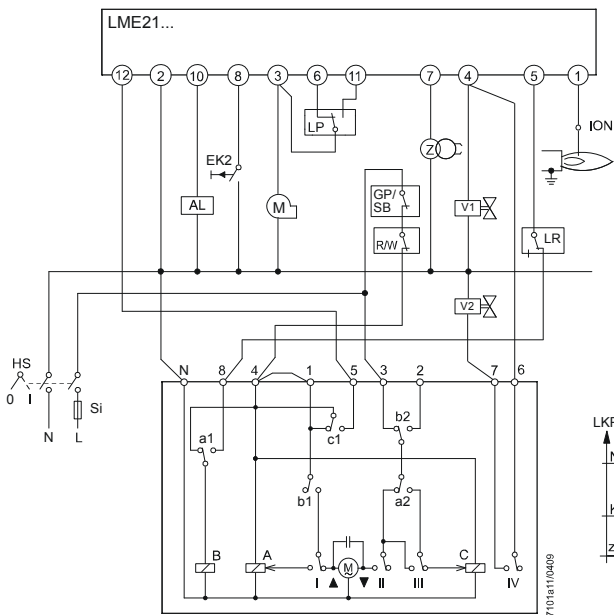 LME21...
12 2 10 8 3 6 11 7 4 5 1
LP
ION
EK2
Z
AL
M
GP/
SB
V1
R/W
LR
V2
HS
0 I
Si
N L
N 8 4 1 5 3 2 7 6
a1
c1
b2
b1
a2
B A I M II III C IV
LKP
N
K
Z
7101a11/0409